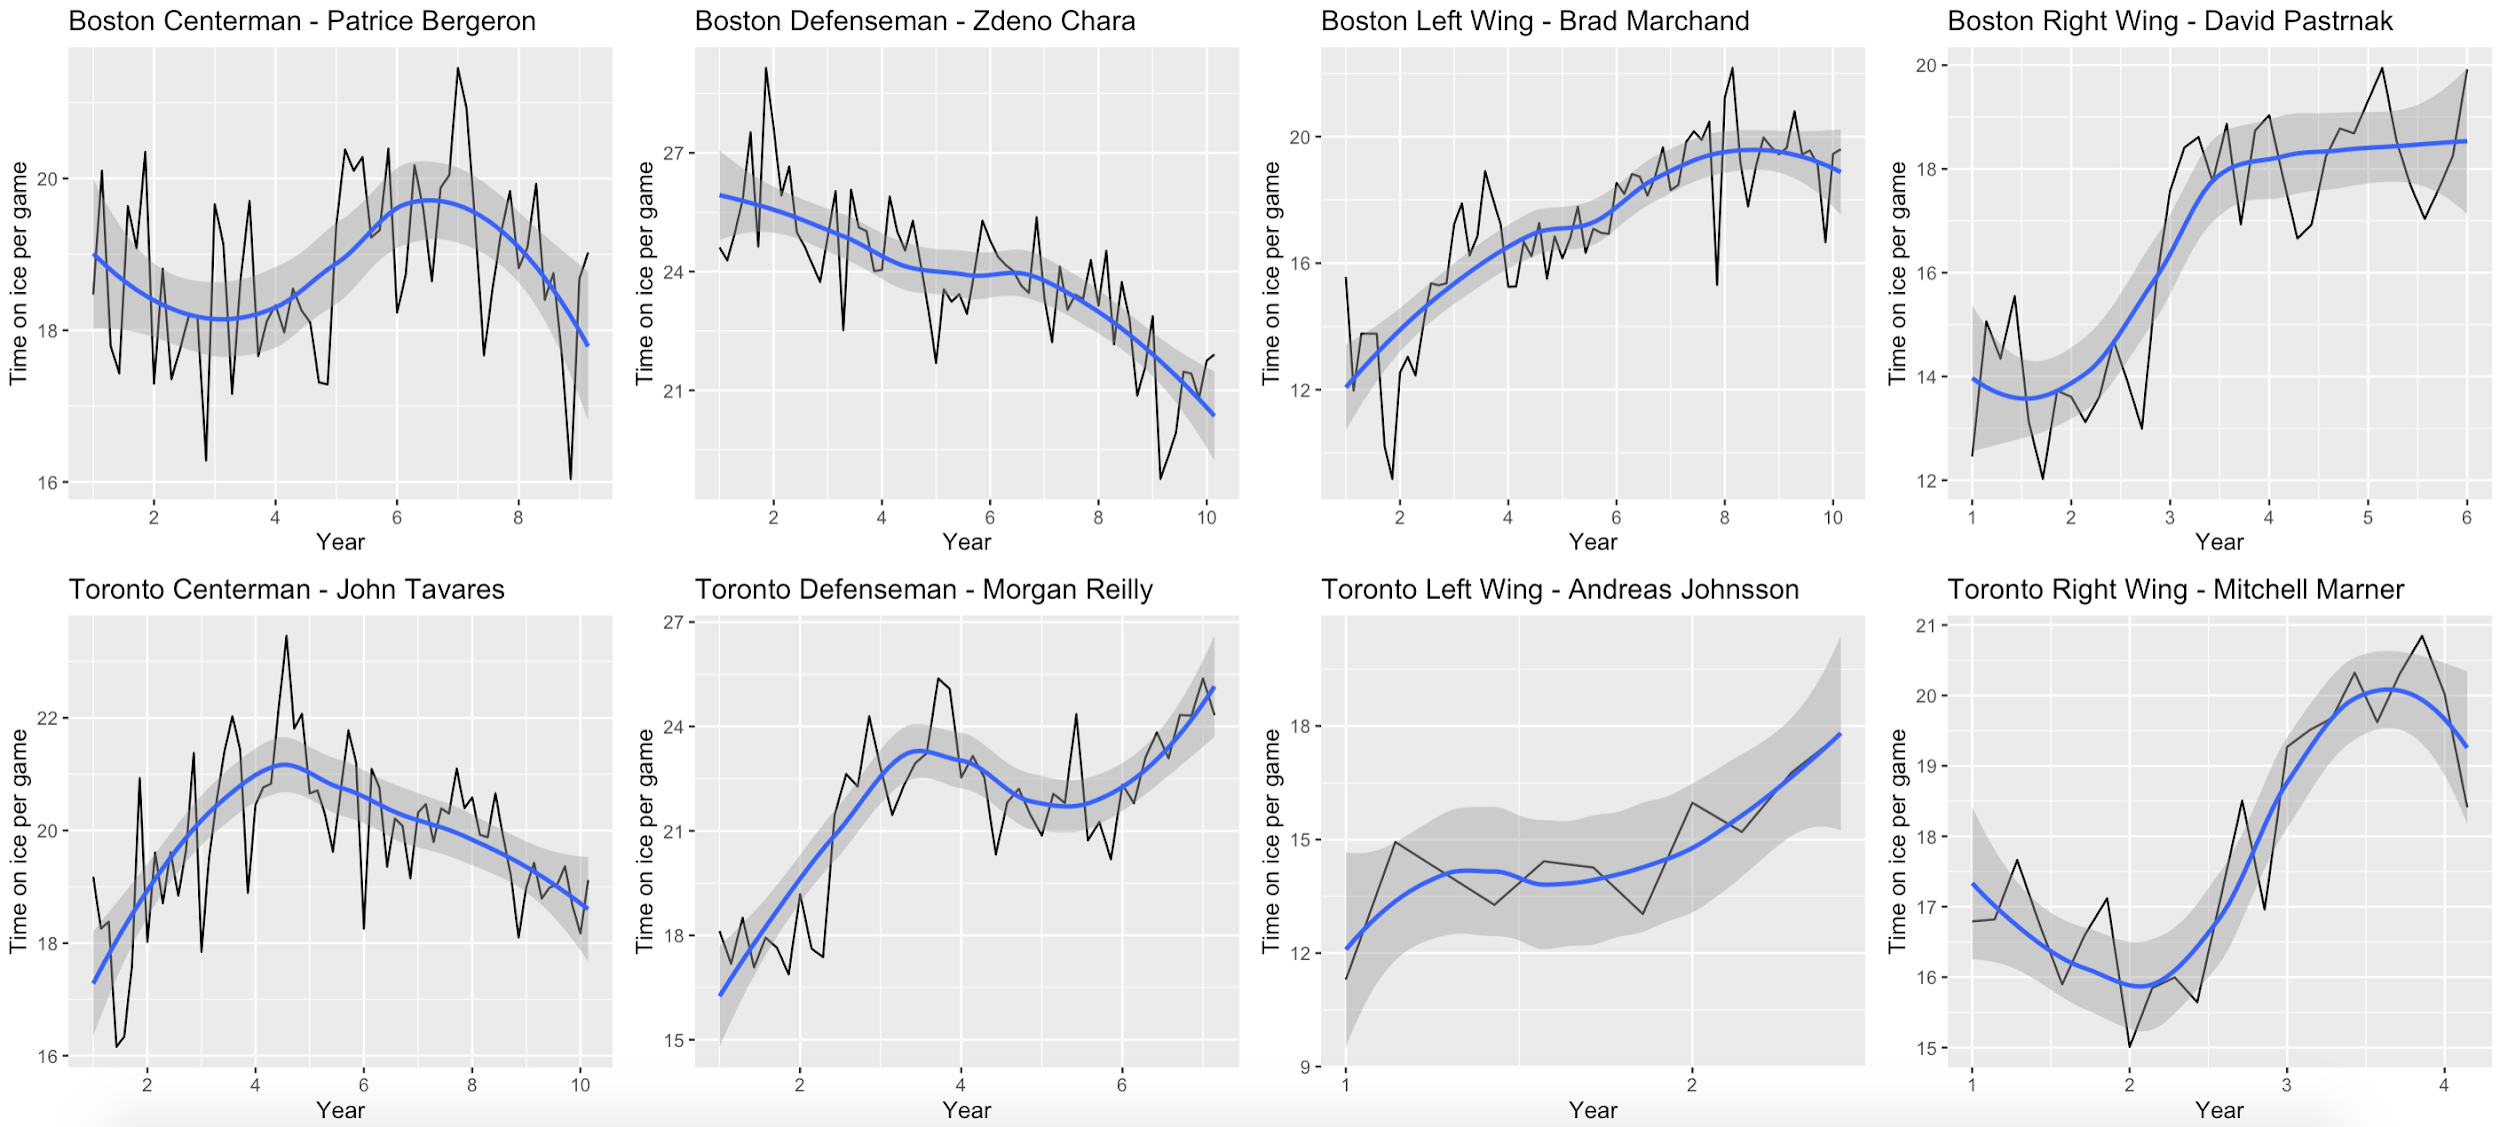 Boston Centerman - Patrice Bergeron
Time on ice per game
20
18
16
2 4 6 8
Year
Boston Defenseman - Zdeno Chara
Time on ice per game
27
24
21
2 4 6 8 10
Year
Boston Left Wing - Brad Marchand
Time on ice per game
20
16
12
2 4 6 8 10
Year
Boston Right Wing - David Pastrnak
Time on ice per game
20
18
16
14
12
1 2 3 4 5 6
Year
Toronto Centerman - John Tavares
Time on ice per game
22
20
18
16
2 4 6 8 10
Year
Toronto Defenseman - Morgan Reilly
Time on ice per game
27
24
21
18
15
2 4 6
Year
Toronto Left Wing - Andreas Johnsson
Time on ice per game
18
15
12
9
1 2
Year
Toronto Right Wing - Mitchell Marner
Time on ice per game
21
20
19
18
17
16
15
1 2 3 4
Year